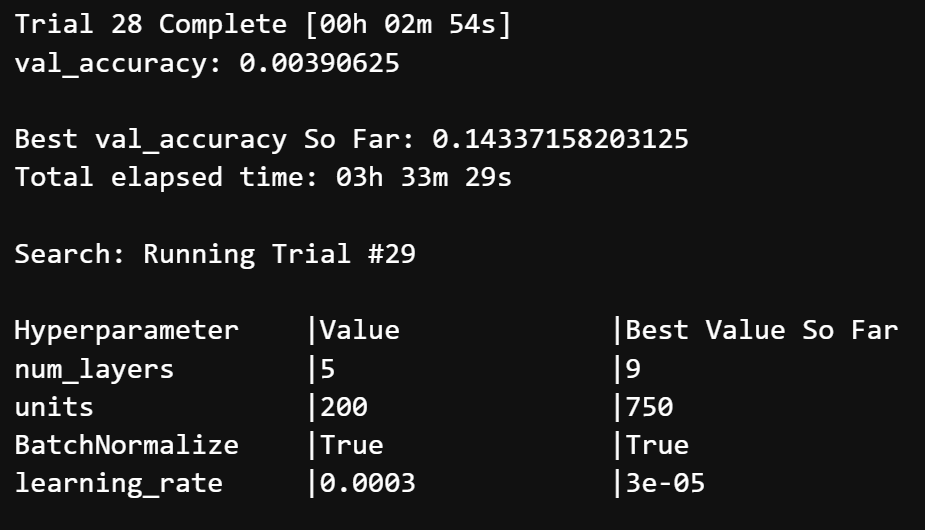 Trial 28 Complete [00h 02m 54s]
val_accuracy: 0.00390625
Best val_accuracy So Far: 0.14337158203125
Total elapsed time: 03h 33m 29s
Search: Running Trial #29
Hyperparameter |Value |Best Value So Far
num_layers |5 |9
units |200 |750
BatchNormalize |True |True
learning_rate |0.0003 |3e-05